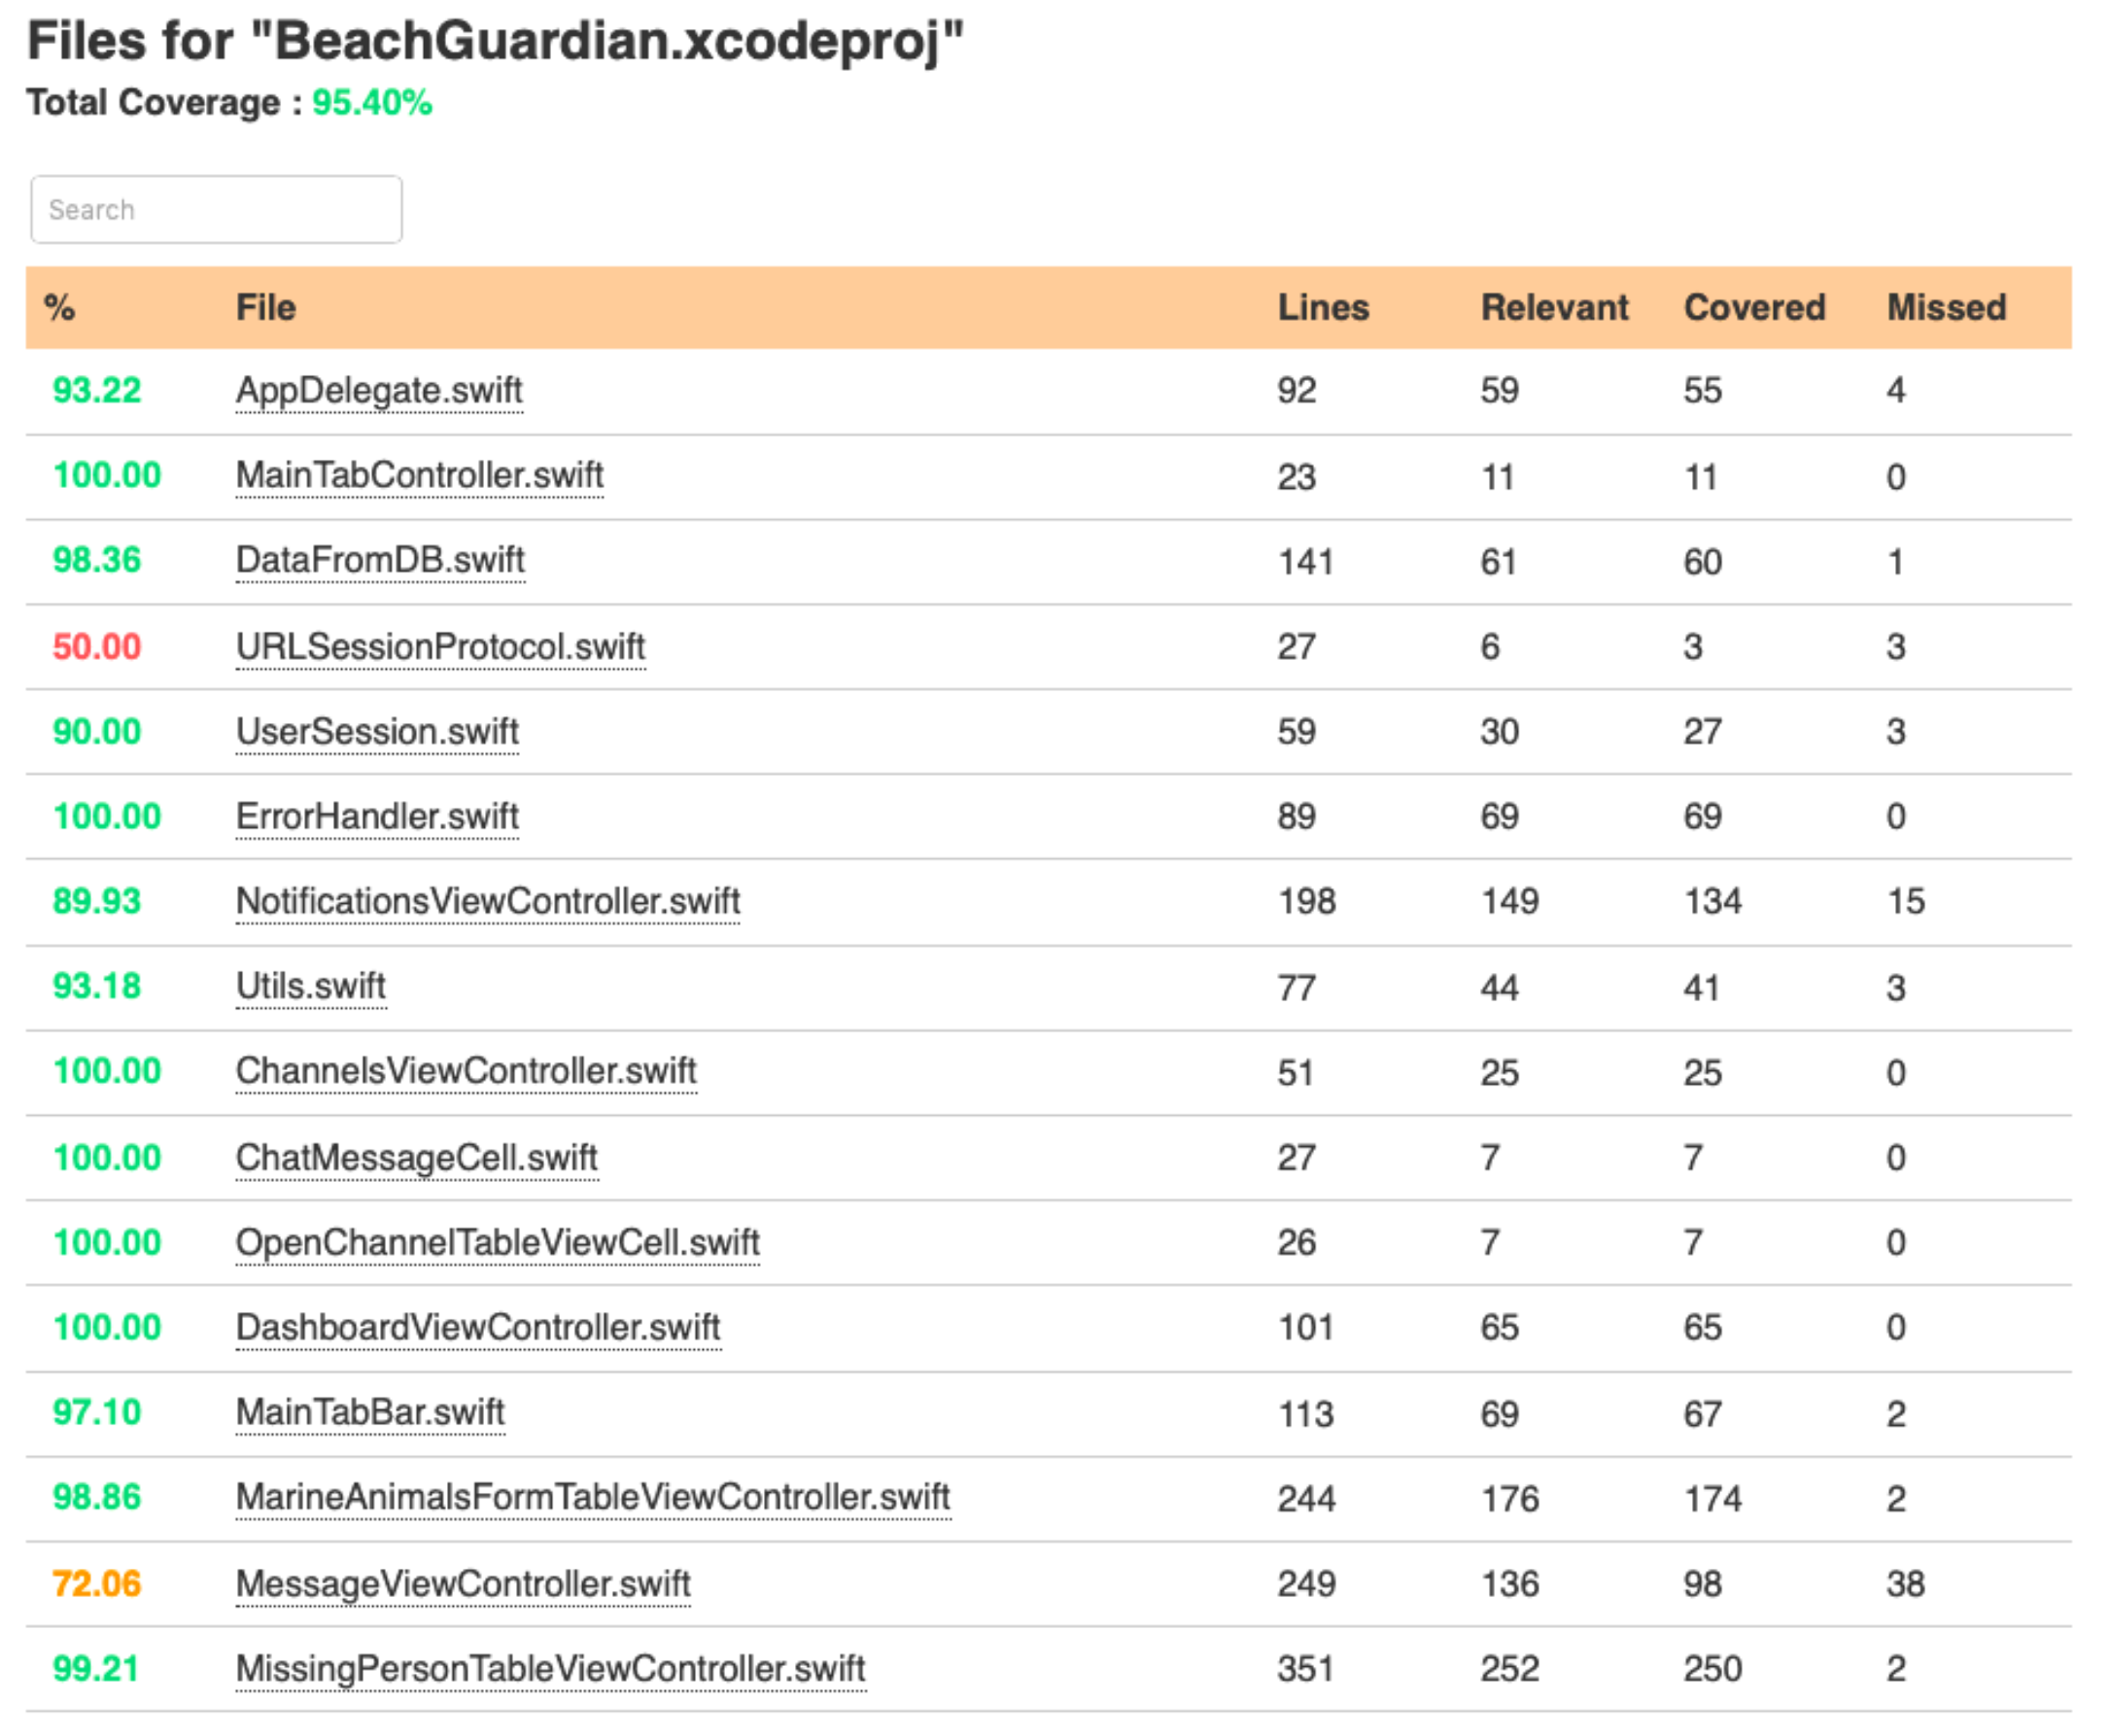 Files for "BeachGuardian.xcodeproj"
Total Coverage : 95.40%
Search
% File Lines Relevant Covered Missed
93.22 AppDelegate.swift 92 59 55 4
100.00 MainTabController.swift 23 11 11 0
98.36 DataFromDB.swift 141 61 60 1
50.00 URLSessionProtocol.swift 27 6 3 3
90.00 UserSession.swift 59 30 27 3
100.00 ErrorHandler.swift 89 69 69 0
89.93 NotificationsViewController.swift 198 149 134 15
93.18 Utils.swift 77 44 41 3
100.00 ChannelsViewController.swift 51 25 25 0
100.00 ChatMessageCell.swift 27 7 7 0
100.00 OpenChannelTableViewCell.swift 26 7 7 0
100.00 DashboardViewController.swift 101 65 65 0
97.10 MainTabBar.swift 113 69 67 2
98.86 MarineAnimalsFormTableViewController.swift 244 176 174 2
72.06 MessageViewController.swift 249 136 98 38
99.21 MissingPersonTableViewController.swift 351 252 250 2